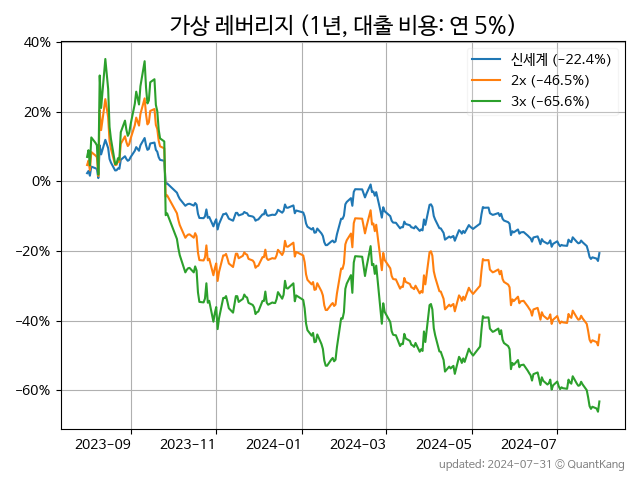 가상 레버리지 (1년, 대출 비용: 연 5%)
신세계 (−22.4%)
2x (−46.5%)
3x (−65.6%)
40%
20%
0%
−20%
−40%
−60%
2023-09 2023-11 2024-01 2024-03 2024-05 2024-07
updated: 2024-07-31 © QuantKang